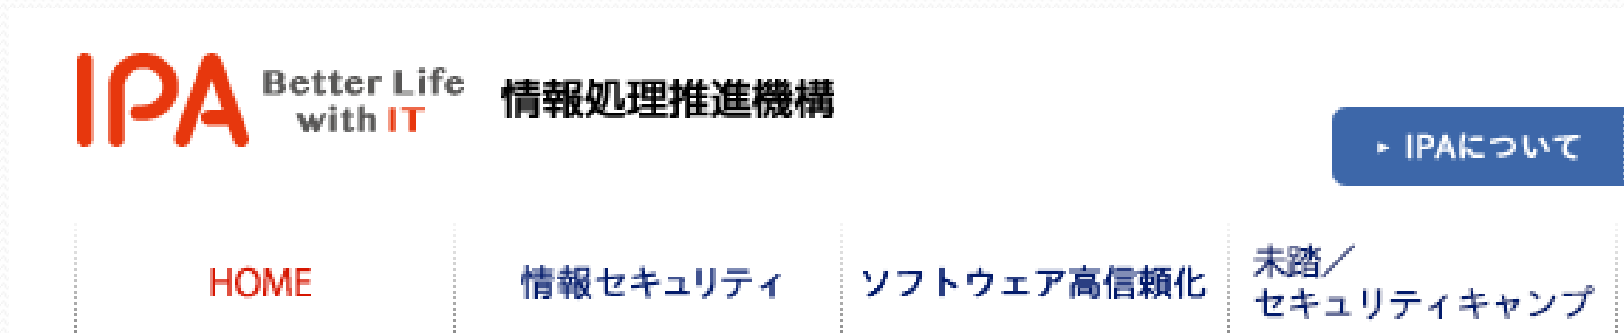 IPA Better Life with IT 情報処理推進機構
IPAについて
HOME
情報セキュリティ
ソフトウェア高信頼化
未踏／
セキュリティキャンプ